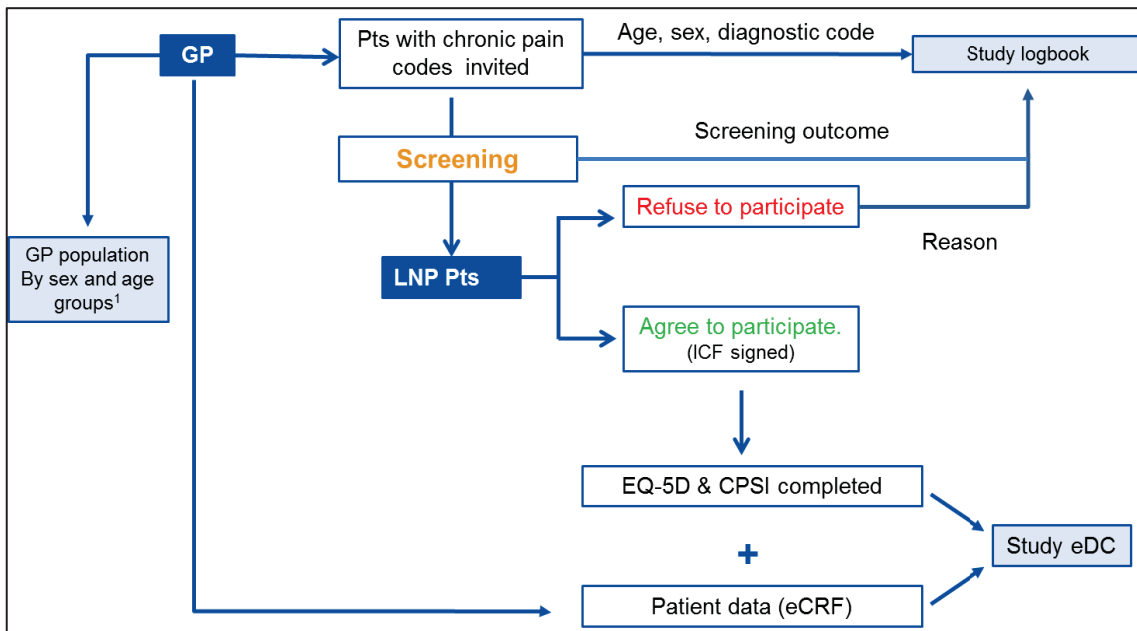 GP
Pts with chronic pain
codes invited
Age, sex, diagnostic code
Study logbook
Screening
Screening outcome
Refuse to participate
Reason
GP population
By sex and age
groups¹
LNP Pts
Agree to participate.
(ICF signed)
EQ-5D & CPSI completed
+
Study eDC
Patient data (eCRF)